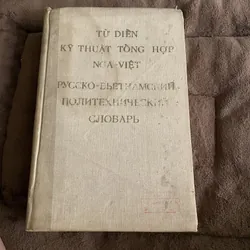 TỪ ĐIỂN
KỸ THUẬT TỔNG HỢP
NGA-VIỆT
РУССКО-ВЬЕТНАМСКИЙ
ПОЛИТЕХНИЧЕСКИЙ
СЛОВАРЬ